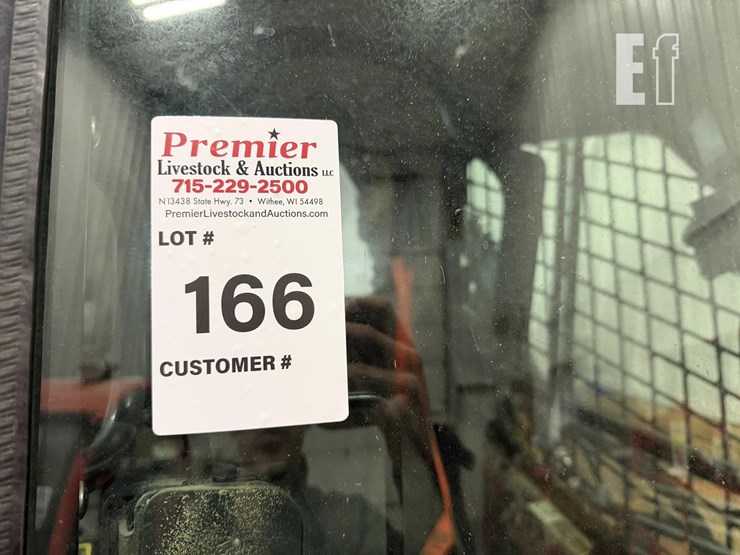 Ef
Premier
Livestock & Auctions LLC
715-229-2500
N13438 State Hwy. 73 • Withee, WI 54498
PremierLivestockandAuctions.com
LOT #
166
CUSTOMER #